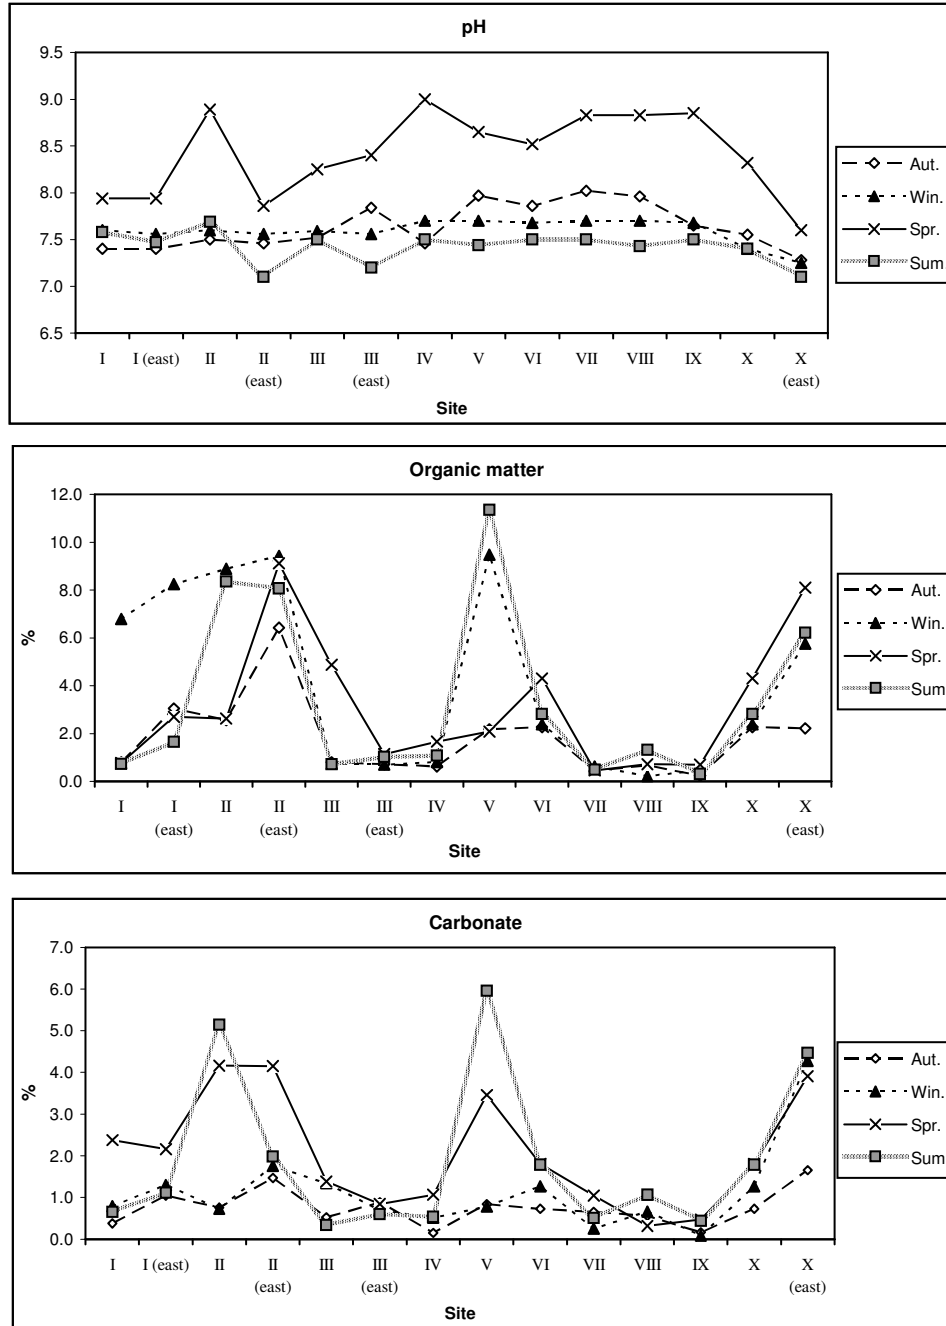 pH
9.5
9.0
8.5
8.0
7.5
7.0
6.5
I I (east) II II III III IV V VI VII VIII IX X X
(east) (east) (east)
Site
Aut.
Win.
Spr.
Sum
Organic matter
12.0
10.0
8.0
6.0
4.0
2.0
0.0
%
I I II II III III IV V VI VII VIII IX X X
(east) (east) (east) (east)
Site
Aut.
Win.
Spr.
Sum
Carbonate
7.0
6.0
5.0
4.0
3.0
2.0
1.0
0.0
%
I I (east) II II III III IV V VI VII VIII IX X X
(east) (east) (east)
Site
Aut.
Win.
Spr.
Sum